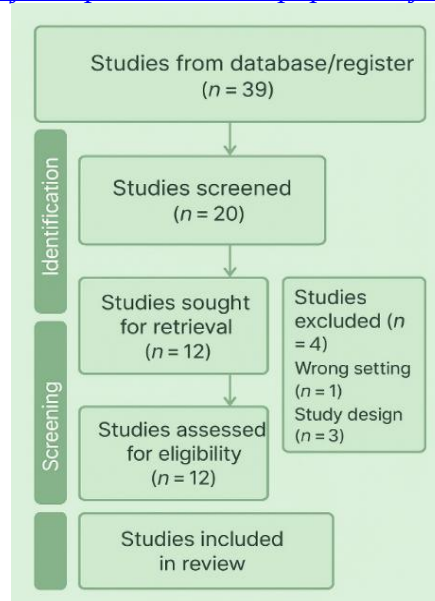 Studies from database/register
(n = 39)
Identification
Studies screened
(n = 20)
Studies sought
for retrieval
(n = 12)
Studies
excluded (n
= 4)
Wrong setting
(n = 1)
Study design
(n = 3)
Screening
Studies assessed
for eligibility
(n = 12)
Studies included
in review